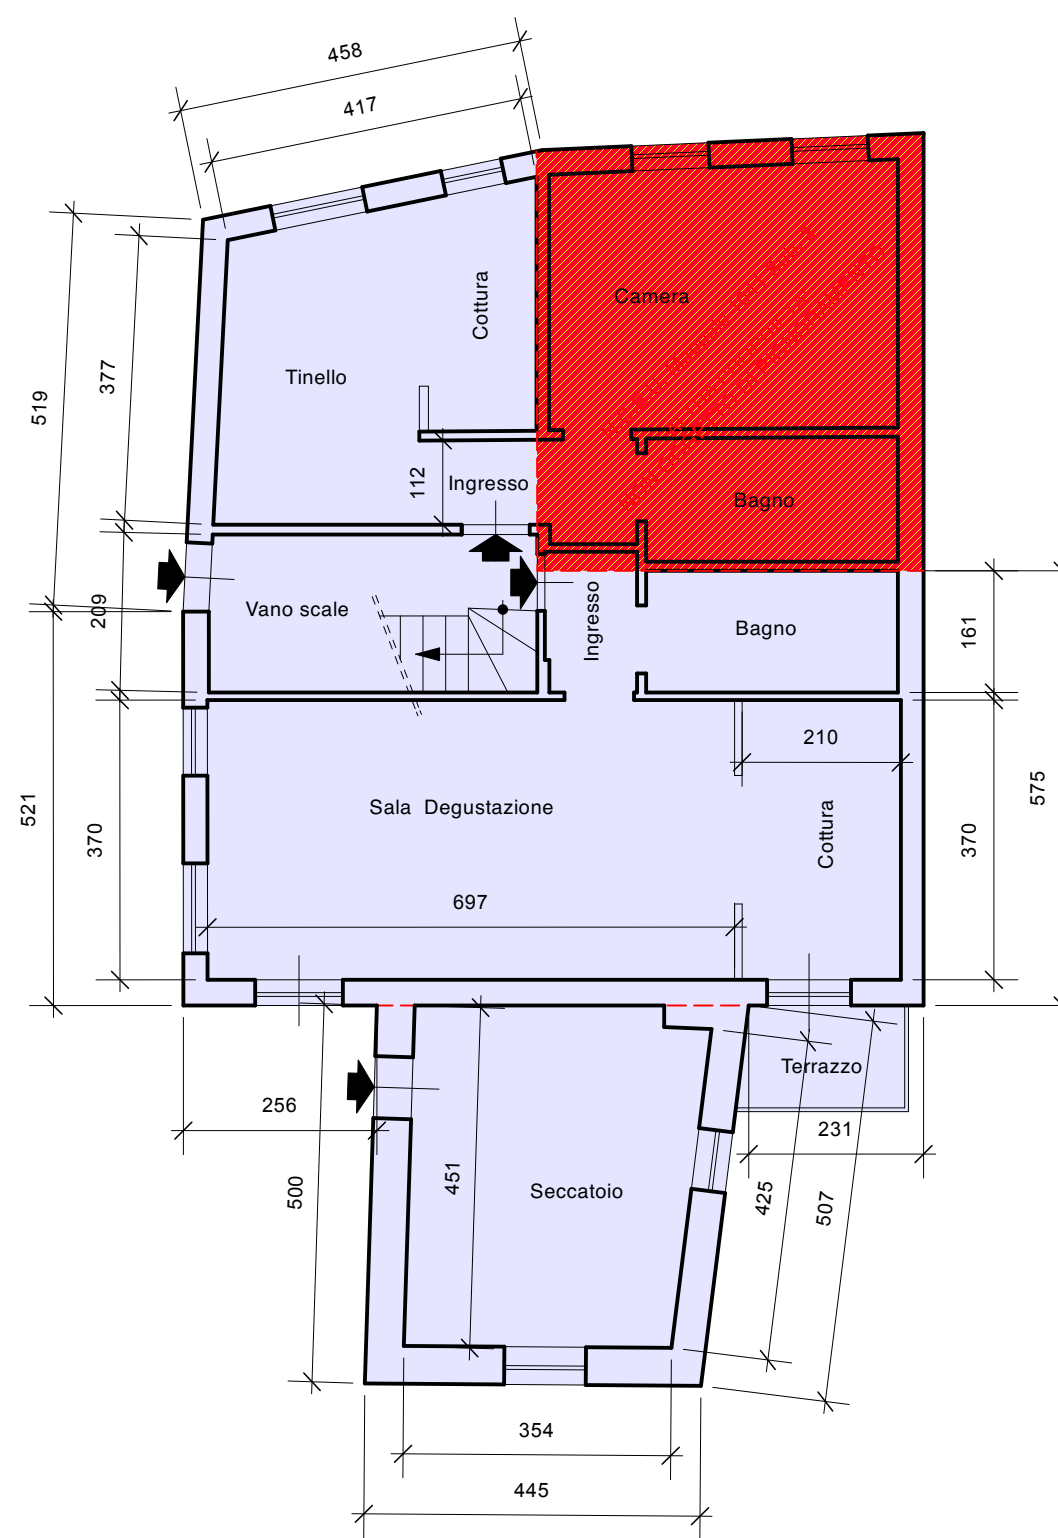 458
417
Cottura
Camera
Tinello
377
519
112
Ingresso
Bagno
209
Vano scale
Ingresso
Bagno
161
210
575
Sala Degustazione
521
370
Cottura
370
697
Terrazzo
256
231
500
451
Seccatoio
425
507
354
445